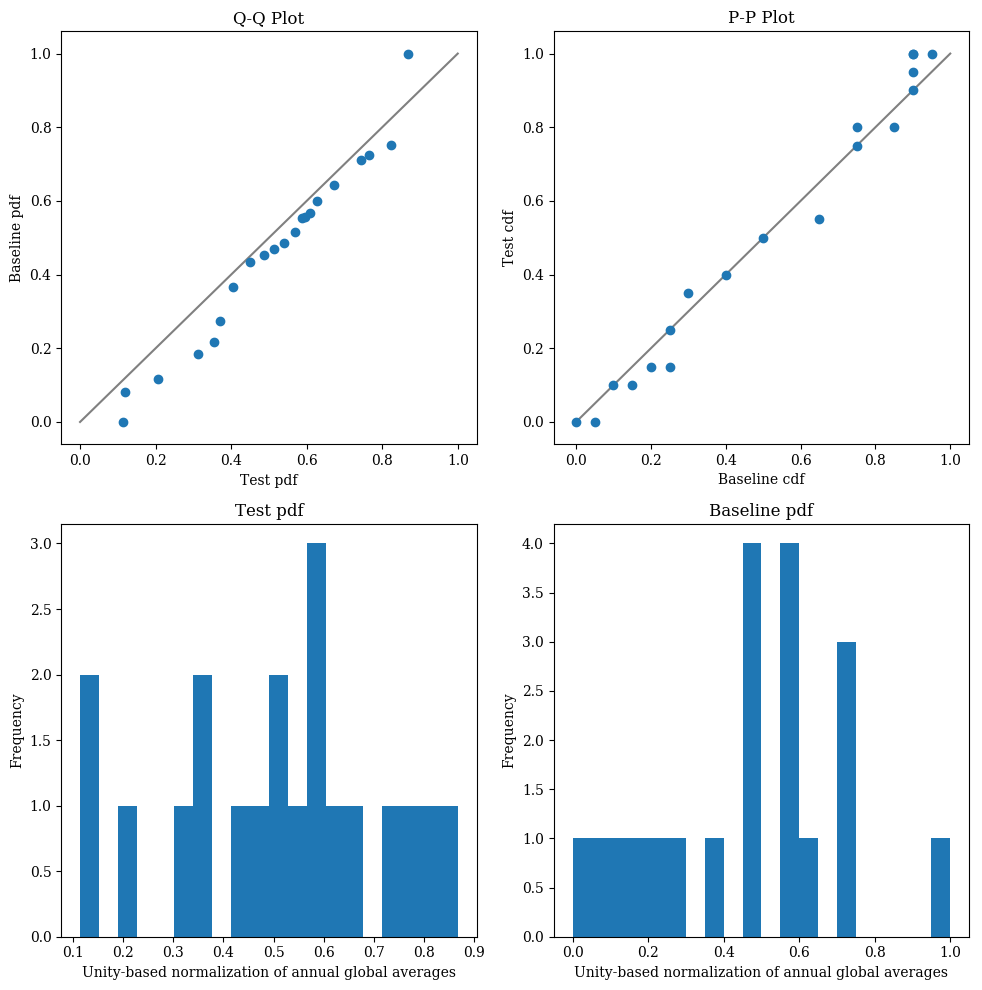 Q-Q Plot
1.0
0.8
0.6
0.4
0.2
0.0
Baseline pdf
0.0 0.2 0.4 0.6 0.8 1.0
Test pdf
P-P Plot
1.0
0.8
0.6
0.4
0.2
0.0
Test cdf
0.0 0.2 0.4 0.6 0.8 1.0
Baseline cdf
Test pdf
3.0
2.5
2.0
1.5
1.0
0.5
0.0
Frequency
0.1 0.2 0.3 0.4 0.5 0.6 0.7 0.8 0.9
Unity-based normalization of annual global averages
Baseline pdf
4.0
3.5
3.0
2.5
2.0
1.5
1.0
0.5
0.0
Frequency
0.0 0.2 0.4 0.6 0.8 1.0
Unity-based normalization of annual global averages